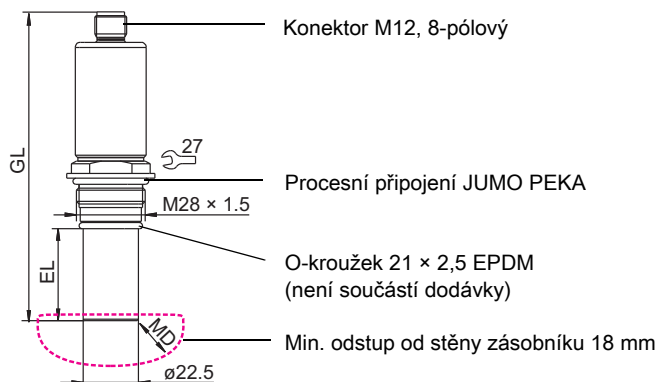 Konektor M12, 8-pólový
27
GL
Procesní připojení JUMO PEKA
M28 × 1.5
EL
O-kroužek 21 × 2,5 EPDM
(není součástí dodávky)
MD
Min. odstup od stěny zásobníku 18 mm
ø22.5